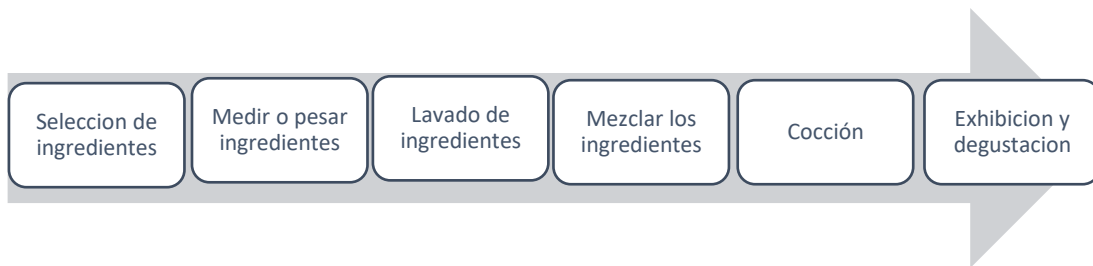 Seleccion de
ingredientes
Medir o pesar
ingredientes
Lavado de
ingredientes
Mezclar los
ingredientes
Cocción
Exhibicion y
degustacion